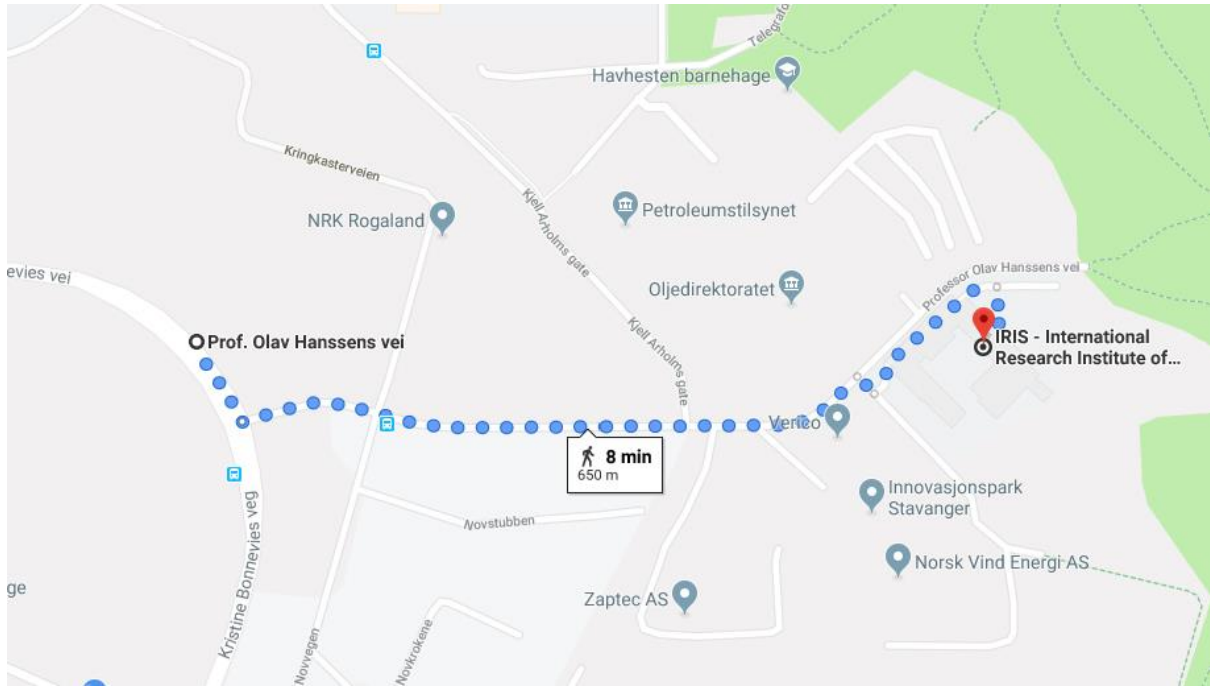 Telegrafo
Havhesten barnehage
Kringkasterveien
NRK Rogaland
Kjell Arholms gate
Petroleumstilsynet
evies vei
Professor Olav Hanssens vei
Oljedirektoratet
Kjell Arholms gate
Prof. Olav Hanssens vei
IRIS - International
Research Institute of...
Verico
8 min
650 m
Innovasjonspark
Stavanger
Kristine Bonnevies veg
Novstubben
Norsk Vind Energi AS
ge
Zaptec AS
Novvegen
Novkrokene